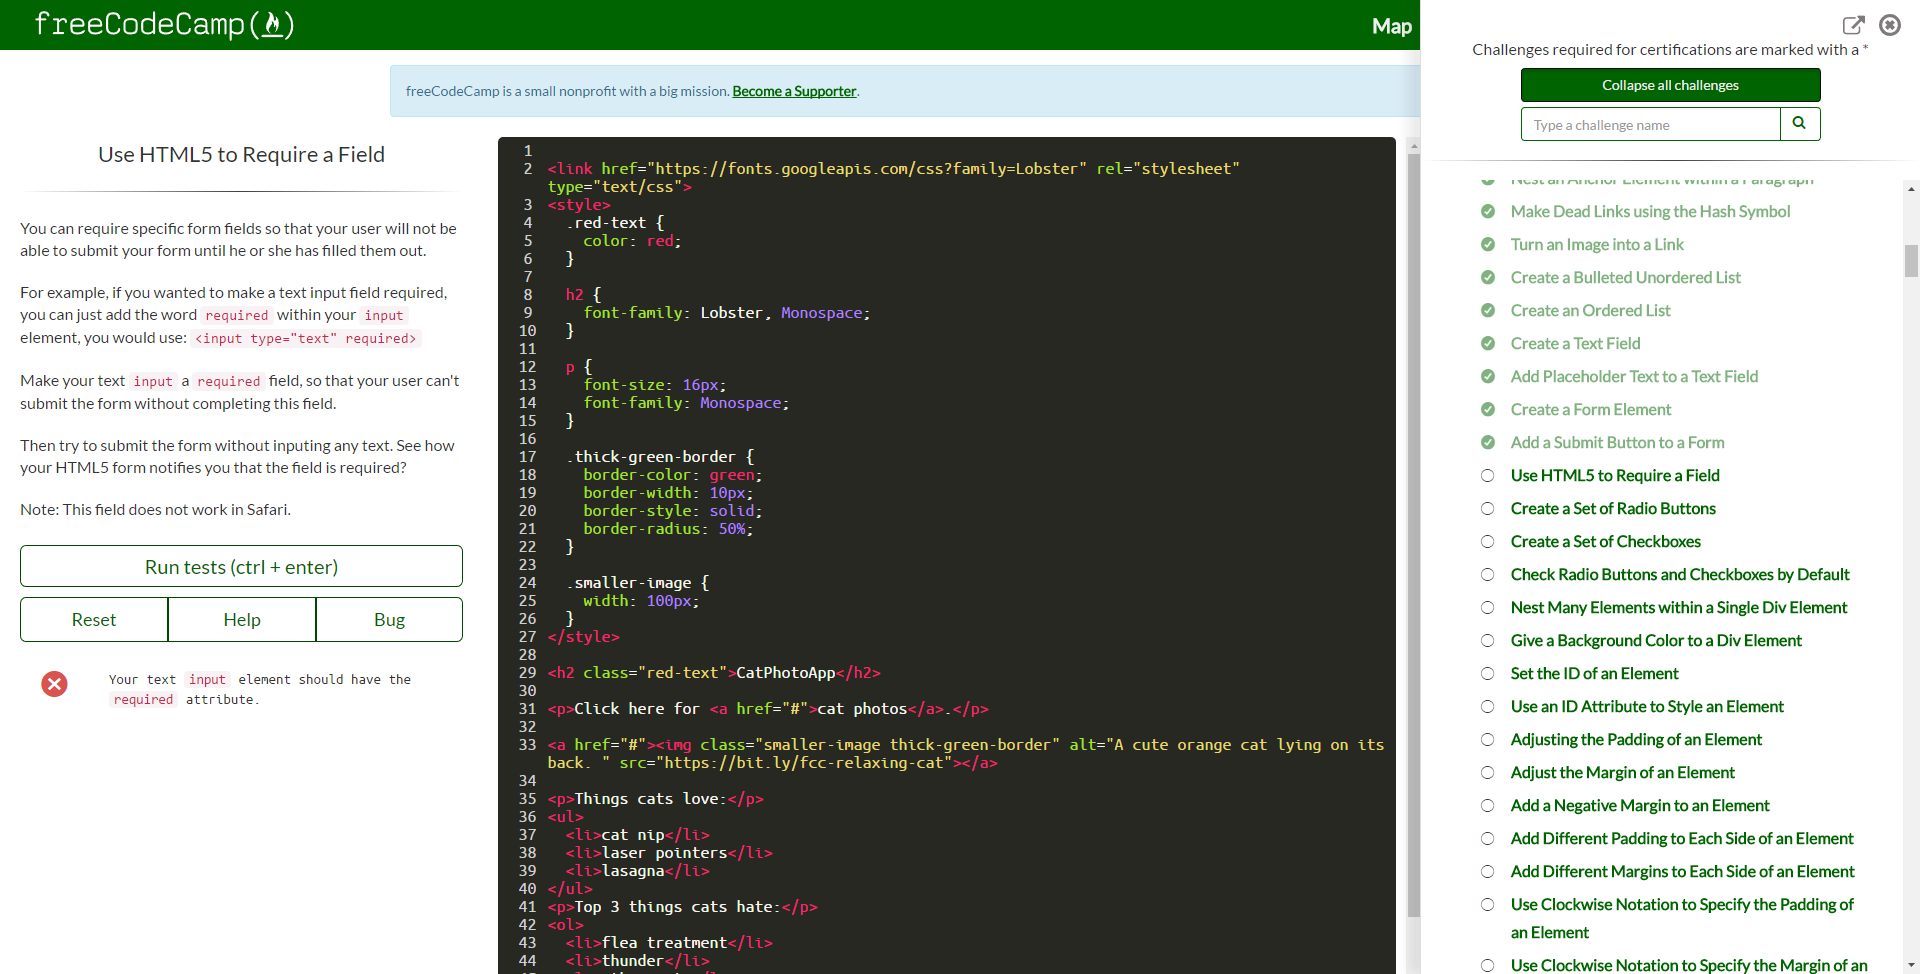 freeCodeCamp
Map
freeCodeCamp is a small nonprofit with a big mission. Become a Supporter.
Use HTML5 to Require a Field
You can require specific form fields so that your user will not be
able to submit your form until he or she has filled them out.
For example, if you wanted to make a text input field required,
you can just add the word required within your input
element, you would use: <input type="text" required>
Make your text input a required field, so that your user can't
submit the form without completing this field.
Then try to submit the form without inputing any text. See how
your HTML5 form notifies you that the field is required?
Note: This field does not work in Safari.
Run tests (ctrl + enter)
Reset Help Bug
Your text input element should have the
required attribute.
1
2 <link href="https://fonts.googleapis.com/css?family=Lobster" rel="stylesheet"
type="text/css">
3 <style>
4 .red-text {
5 color: red;
6 }
7
8 h2 {
9 font-family: Lobster, Monospace;
10 }
11
12 p {
13 font-size: 16px;
14 font-family: Monospace;
15 }
16
17 .thick-green-border {
18 border-color: green;
19 border-width: 10px;
20 border-style: solid;
21 border-radius: 50%;
22 }
23
24 .smaller-image {
25 width: 100px;
26 }
27 </style>
28
29 <h2 class="red-text">CatPhotoApp</h2>
30
31 <p>Click here for <a href="#">cat photos</a>.</p>
32
33 <a href="#"><img class="smaller-image thick-green-border" alt="A cute orange cat lying on its
back. " src="https://bit.ly/fcc-relaxing-cat"></a>
34
35 <p>Things cats love:</p>
36 <ul>
37 <li>cat nip</li>
38 <li>laser pointers</li>
39 <li>lasagna</li>
40 </ul>
41 <p>Top 3 things cats hate:</p>
42 <ol>
43 <li>flea treatment</li>
44 <li>thunder</li>
Challenges required for certifications are marked with a *
Collapse all challenges
Type a challenge name
Nest an Anchor Element within a Paragraph
Make Dead Links using the Hash Symbol
Turn an Image into a Link
Create a Bulleted Unordered List
Create an Ordered List
Create a Text Field
Add Placeholder Text to a Text Field
Create a Form Element
Add a Submit Button to a Form
Use HTML5 to Require a Field
Create a Set of Radio Buttons
Create a Set of Checkboxes
Check Radio Buttons and Checkboxes by Default
Nest Many Elements within a Single Div Element
Give a Background Color to a Div Element
Set the ID of an Element
Use an ID Attribute to Style an Element
Adjusting the Padding of an Element
Adjust the Margin of an Element
Add a Negative Margin to an Element
Add Different Padding to Each Side of an Element
Add Different Margins to Each Side of an Element
Use Clockwise Notation to Specify the Padding of
an Element
Use Clockwise Notation to Specify the Margin of an